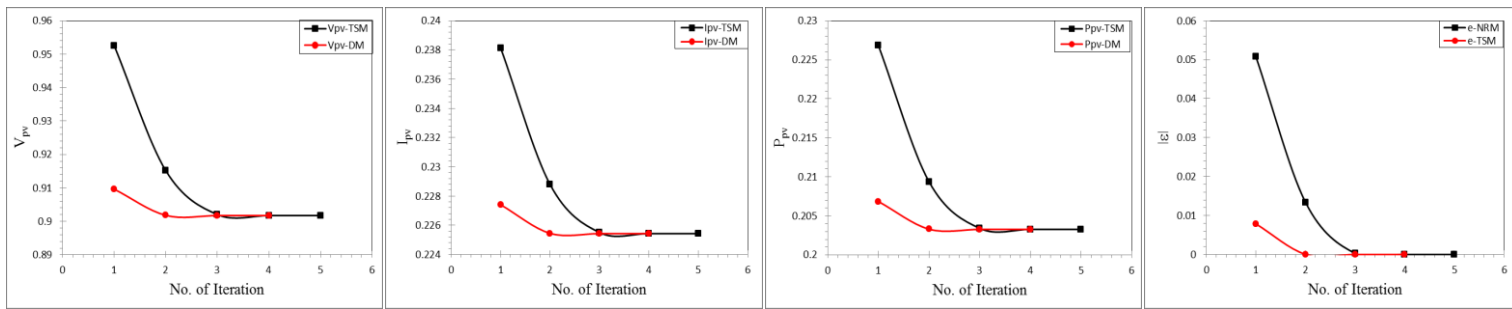 0.96
0.95
0.94
0.93
0.92
0.91
0.9
0.89
0 1 2 3 4 5 6
Vpv
No. of Iteration
Vpv-TSM
Vpv-DM
0.24
0.238
0.236
0.234
0.232
0.23
0.228
0.226
0.224
0 1 2 3 4 5 6
Ipv
No. of Iteration
Ipv-TSM
Ipv-DM
0.23
0.225
0.22
0.215
0.21
0.205
0.2
0 1 2 3 4 5 6
Ppv
No. of Iteration
Ppv-TSM
Ppv-DM
0.06
0.05
0.04
0.03
0.02
0.01
0
0 1 2 3 4 5 6
|ε|
No. of Iteration
e-NRM
e-TSM